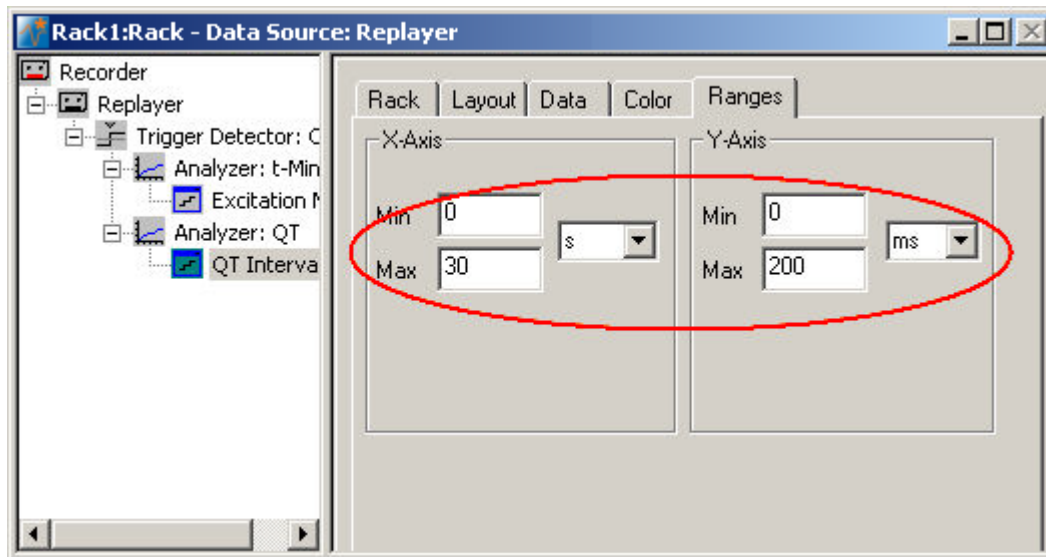 Rack1:Rack - Data Source: Replayer
Recorder
Replayer
Trigger Detector:
Analyzer: t-Min
Excitation
Analyzer: QT
QT Interva
Rack Layout Data Color Ranges
X-Axis
Min 0
s
Max 30
Y-Axis
Min 0
ms
Max 200